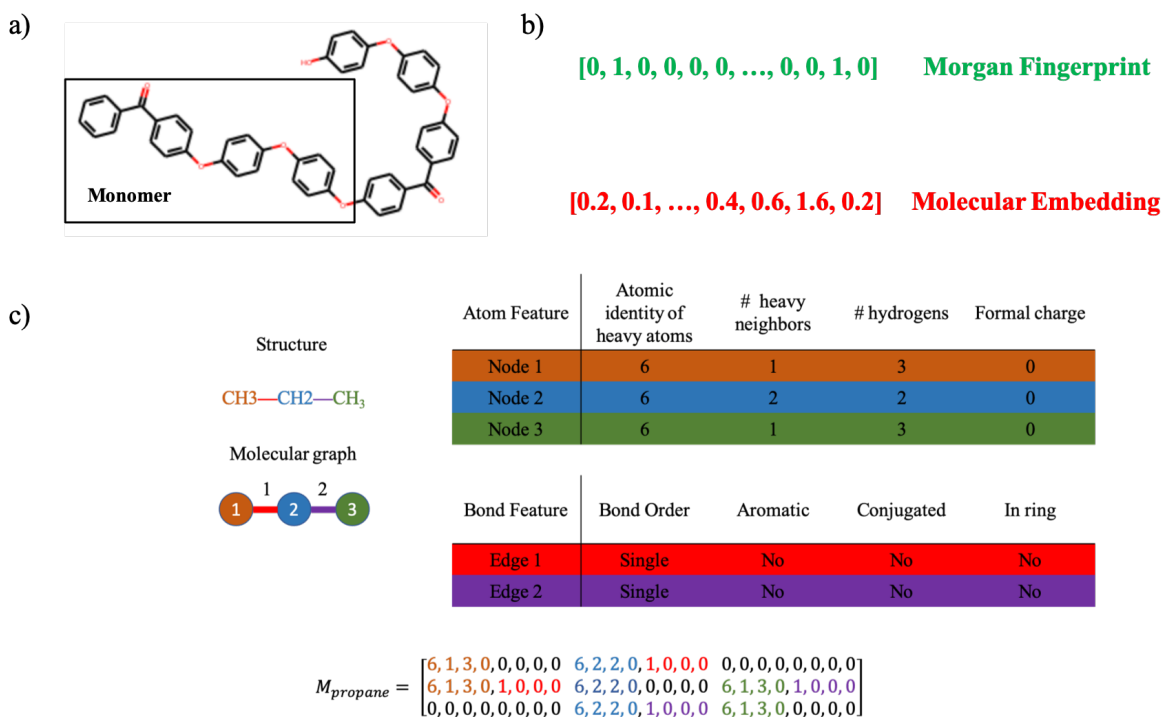 a)
HO
O
O
O
O
O
O
O
Monomer
b)
[0, 1, 0, 0, 0, 0, …, 0, 0, 1, 0] Morgan Fingerprint
[0.2, 0.1, …, 0.4, 0.6, 1.6, 0.2] Molecular Embedding
c)
Structure
CH3—CH2—CH₃
Molecular graph
1 2
1 2 3
Atom Feature Atomic identity of heavy atoms # heavy neighbors # hydrogens Formal charge
Node 1 6 1 3 0
Node 2 6 2 2 0
Node 3 6 1 3 0
Bond Feature Bond Order Aromatic Conjugated In ring
Edge 1 Single No No No
Edge 2 Single No No No
6,1,3,0,0,0,0,0 6,2,2,0,1,0,0,0 0,0,0,0,0,0,0,0
M_propane = 6,1,3,0,1,0,0,0 6,2,2,0,0,0,0,0 6,1,3,0,1,0,0,0
0,0,0,0,0,0,0,0 6,2,2,0,1,0,0,0 6,1,3,0,0,0,0,0